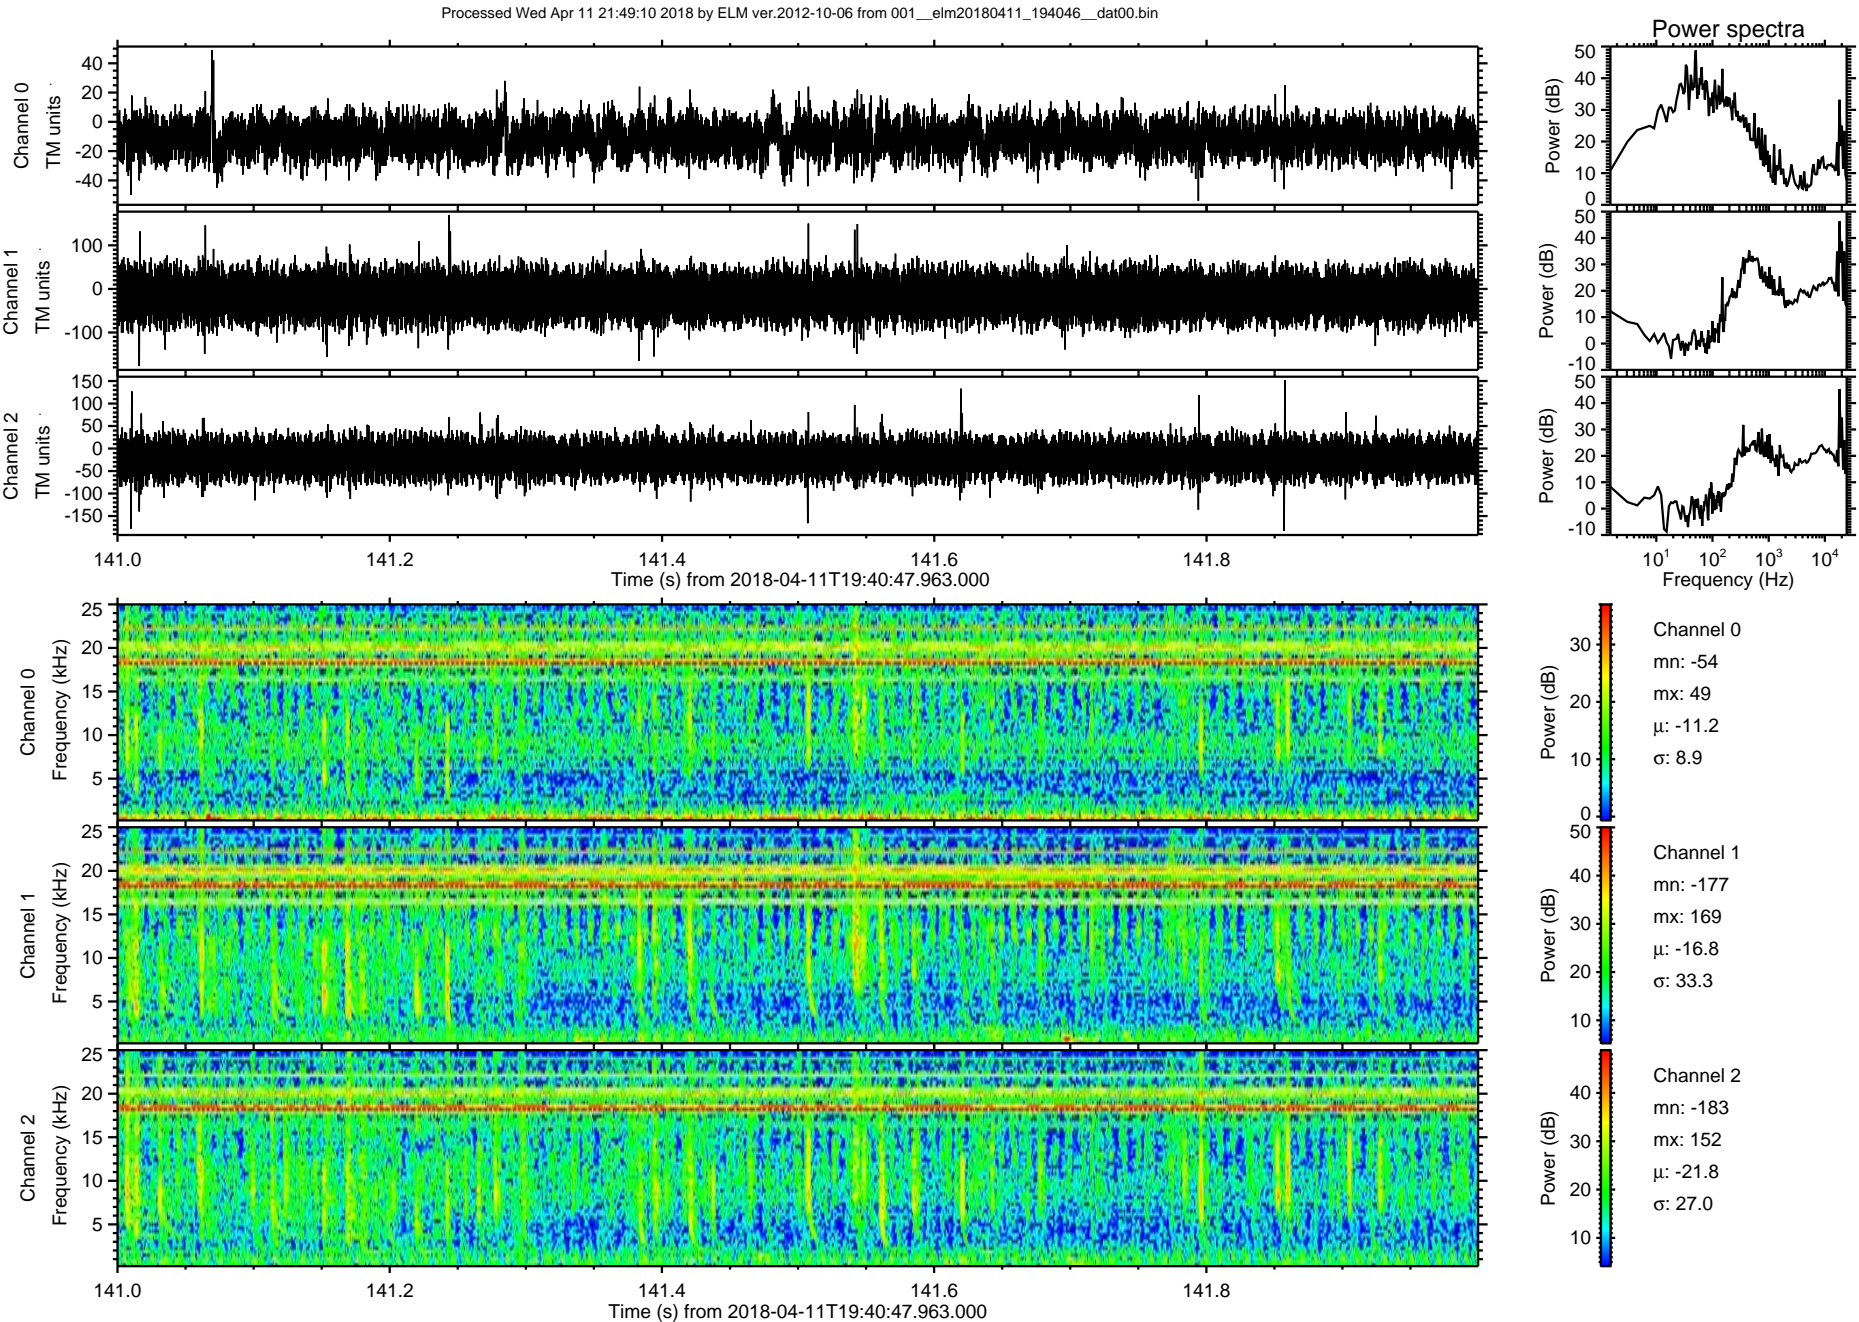 Processed Wed Apr 11 21:49:10 2018 by ELM ver.2012-10-06 from 001__elm20180411_194046__dat00.bin
Power spectra
Channel 0
TM units
40
20
0
-20
-40
Power (dB)
50
40
30
20
10
0
Channel 1
TM units
100
0
-100
Power (dB)
50
40
30
20
10
0
-10
Channel 2
TM units
150
100
50
0
-50
-100
-150
Power (dB)
50
40
30
20
10
0
-10
141.0 141.2 141.4 141.6 141.8
Time (s) from 2018-04-11T19:40:47.963.000
10^1 10^2 10^3 10^4
Frequency (Hz)
Channel 0
Frequency (kHz)
25
20
15
10
5
Power (dB)
30
20
10
0
Channel 0
mn: -54
mx: 49
μ: -11.2
σ: 8.9
Channel 1
Frequency (kHz)
25
20
15
10
5
Power (dB)
50
40
30
20
10
Channel 1
mn: -177
mx: 169
μ: -16.8
σ: 33.3
Channel 2
Frequency (kHz)
25
20
15
10
5
Power (dB)
40
30
20
10
Channel 2
mn: -183
mx: 152
μ: -21.8
σ: 27.0
141.0 141.2 141.4 141.6 141.8
Time (s) from 2018-04-11T19:40:47.963.000